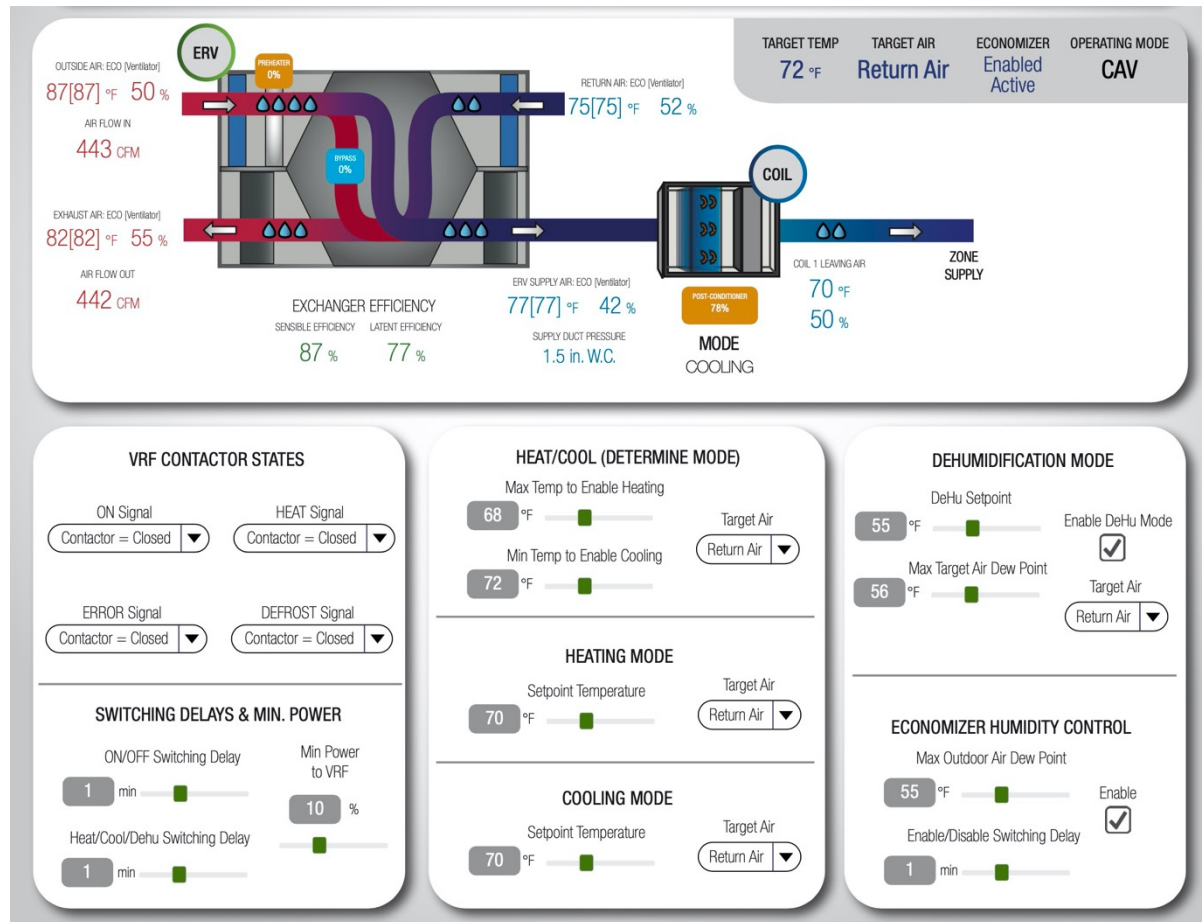 ERV
PREHEATER
0%
OUTSIDE AIR: ECO [Ventilator]
87[87] °F 50 %
AIR FLOW IN
443 CFM
RETURN AIR: ECO [Ventilator]
75[75] °F 52 %
TARGET TEMP
72 °F
TARGET AIR
Return Air
ECONOMIZER
Enabled
Active
OPERATING MODE
CAV
BYPASS
0%
COIL
EXHAUST AIR: ECO [Ventilator]
82[82] °F 55 %
AIR FLOW OUT
442 CFM
EXCHANGER EFFICIENCY
SENSIBLE EFFICIENCY
87 %
LATENT EFFICIENCY
77 %
ERV SUPPLY AIR: ECO [Ventilator]
77[77] °F 42 %
SUPPLY DUCT PRESSURE
1.5 in. W.C.
POST-CONDITIONER
78%
MODE
COOLING
COIL 1 LEAVING AIR
70 °F
50 %
ZONE
SUPPLY
VRF CONTACTOR STATES
ON Signal
Contactor = Closed
HEAT Signal
Contactor = Closed
ERROR Signal
Contactor = Closed
DEFROST Signal
Contactor = Closed
SWITCHING DELAYS & MIN. POWER
ON/OFF Switching Delay
1 min
Min Power
to VRF
10 %
Heat/Cool/Dehu Switching Delay
1 min
HEAT/COOL (DETERMINE MODE)
Max Temp to Enable Heating
68 °F
Min Temp to Enable Cooling
72 °F
Target Air
Return Air
HEATING MODE
Setpoint Temperature
70 °F
Target Air
Return Air
COOLING MODE
Setpoint Temperature
70 °F
Target Air
Return Air
DEHUMIDIFICATION MODE
DeHu Setpoint
55 °F
Enable DeHu Mode
Max Target Air Dew Point
56 °F
Target Air
Return Air
ECONOMIZER HUMIDITY CONTROL
Max Outdoor Air Dew Point
55 °F
Enable
Enable/Disable Switching Delay
1 min